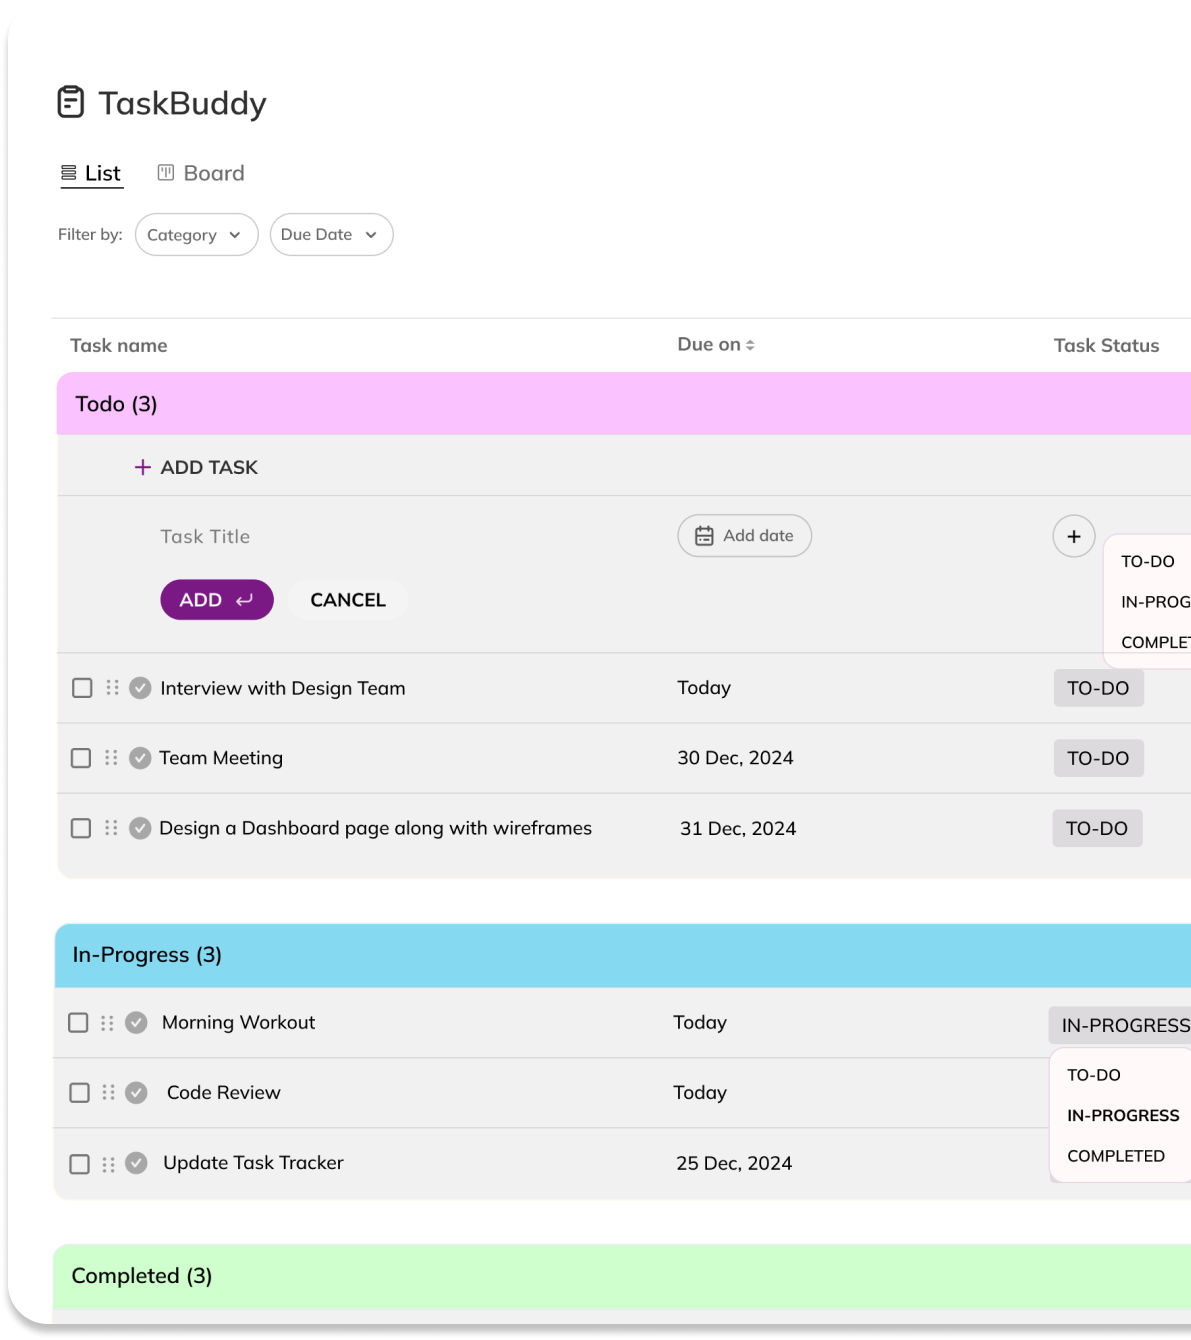 TaskBuddy
List Board
Filter by: Category Due Date
Task name Due on Task Status
Todo (3)
+ ADD TASK
Task Title Add date +
TO-DO
IN-PROG
COMPLET
ADD CANCEL
Interview with Design Team Today TO-DO
Team Meeting 30 Dec, 2024 TO-DO
Design a Dashboard page along with wireframes 31 Dec, 2024 TO-DO
In-Progress (3)
Morning Workout Today IN-PROGRESS
TO-DO
Code Review Today
IN-PROGRESS
COMPLETED
Update Task Tracker 25 Dec, 2024
Completed (3)